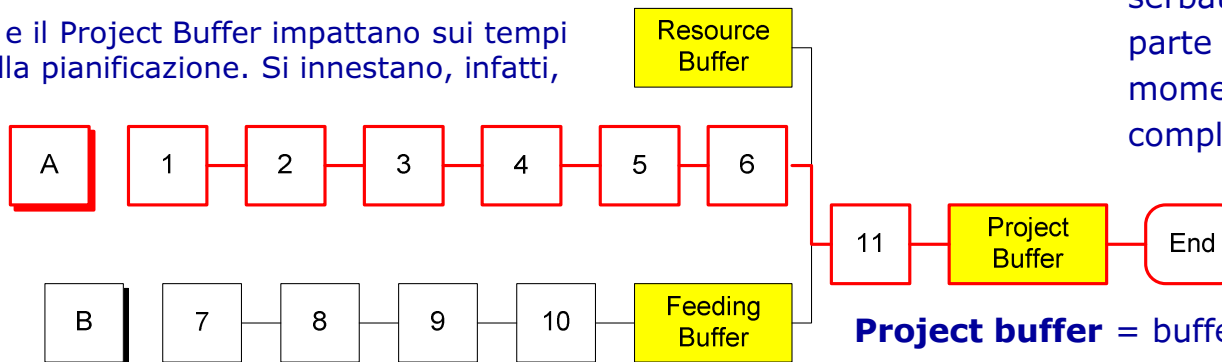 e il Project Buffer impattano sui tempi
lla pianificazione. Si innestano, infatti,
Resource
Buffer
parte
A
1
2
3
4
5
6
11
Project
Buffer
End
B
7
8
9
10
Feeding
Buffer
Project buffer = buffe